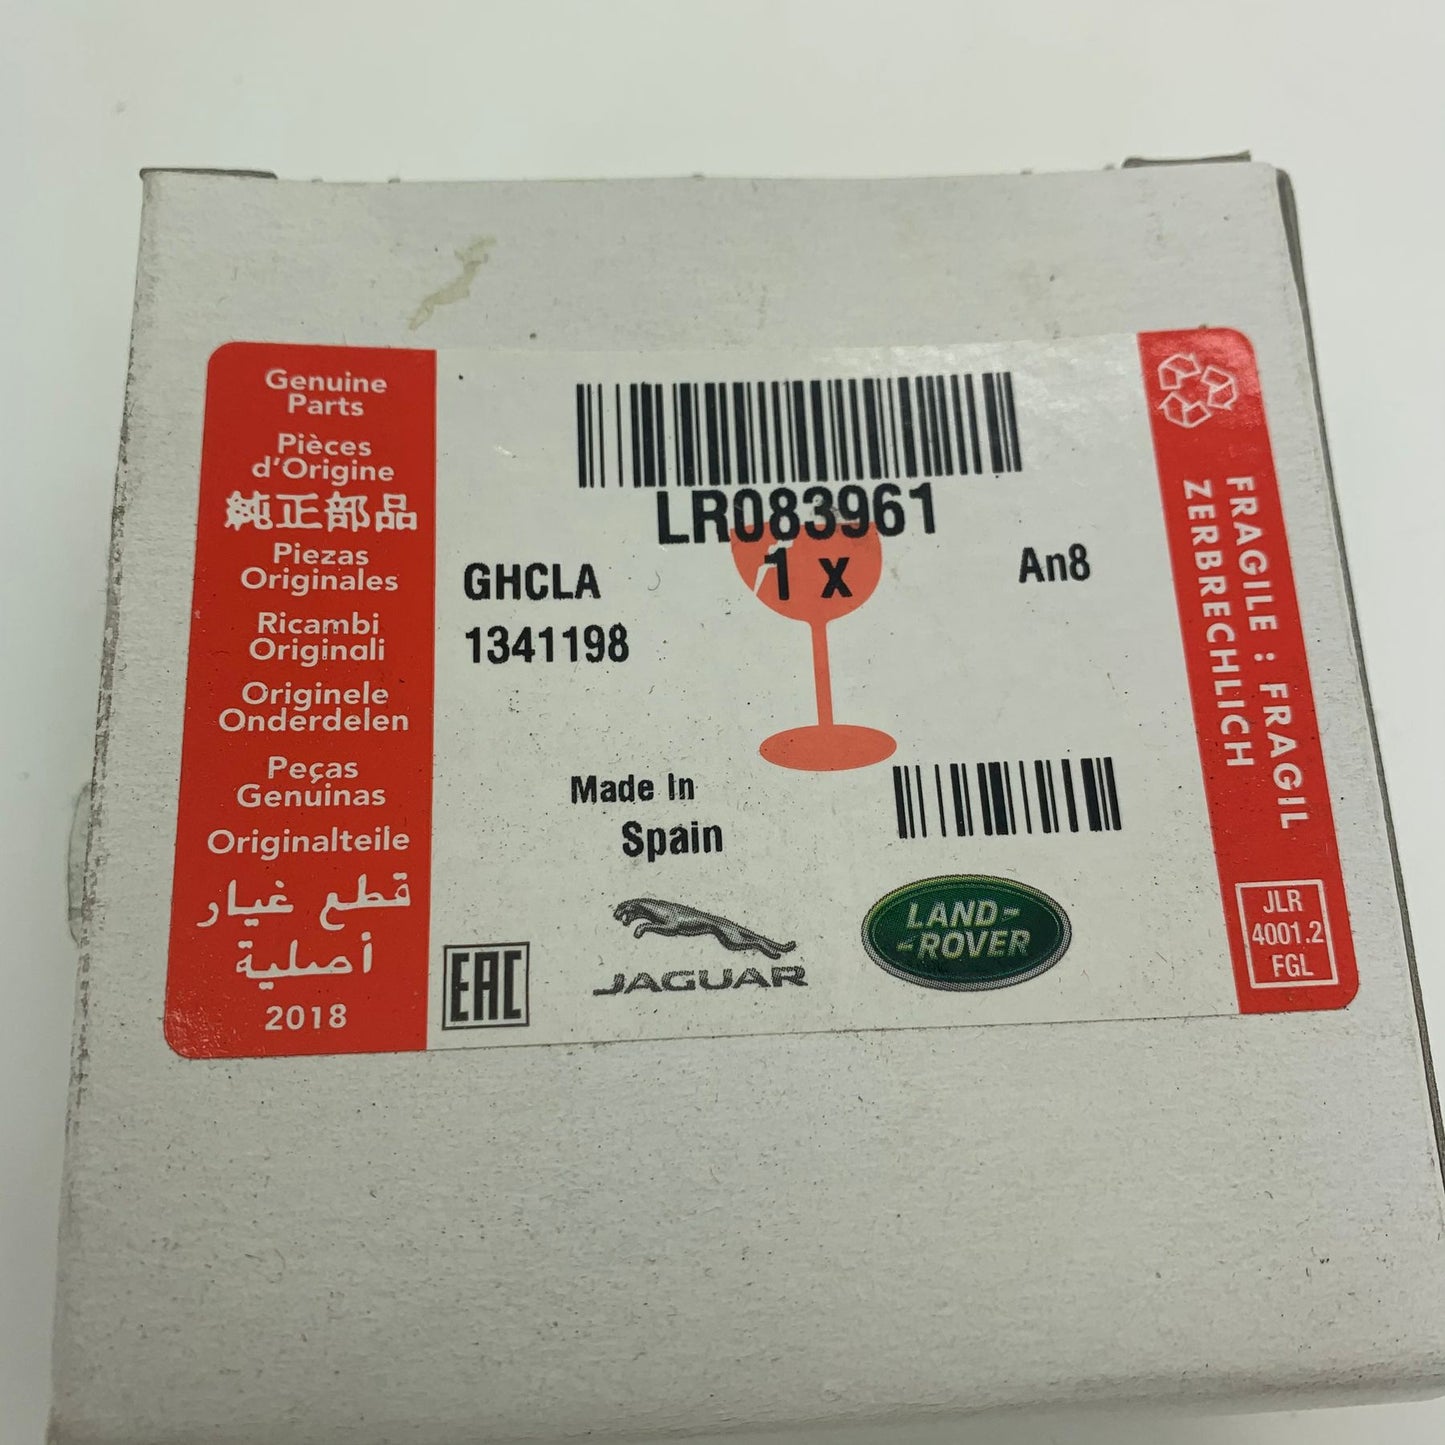 Genuine
Parts
Pièces
d'Origine
純正部品
Piezas
Originales
Ricambi
Originali
Originele
Onderdelen
Peças
Genuinas
Originalteile
قطع غيار
أصلية
2018
LR083961
1 x
An8
GHCLA
1341198
Made In
Spain
EAC
JAGUAR
LAND-
-ROVER
FRAGILE : FRAGIL
ZERBRECHLICH
JLR
4001.2
FGL